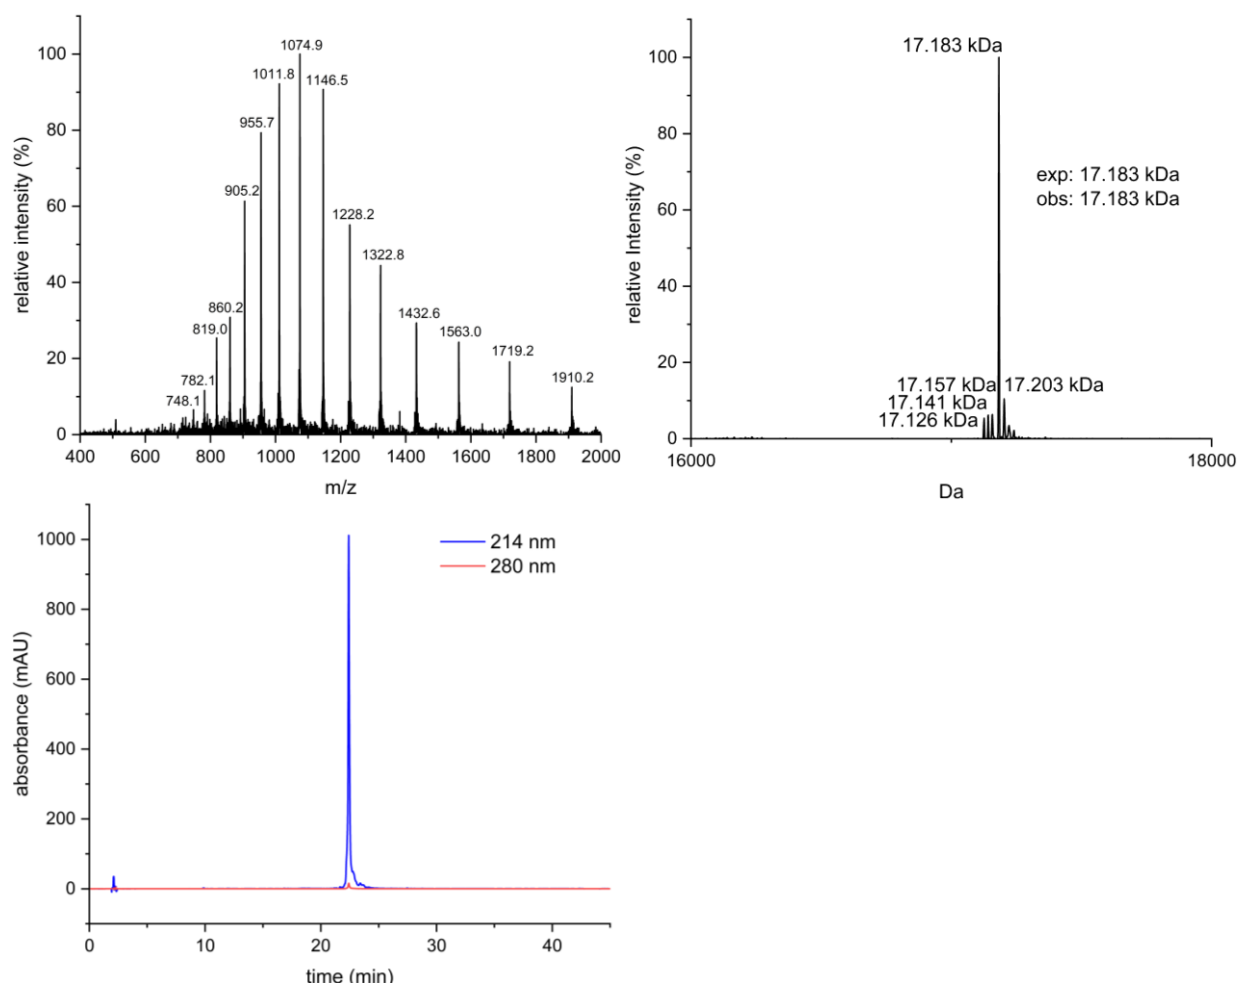 relative intensity (%)
100
80
60
40
20
0
1074.9
1011.8
1146.5
955.7
905.2
1228.2
1322.8
860.2
819.0
1432.6
1563.0
1719.2
782.1
748.1
1910.2
400 600 800 1000 1200 1400 1600 1800 2000
m/z
relative Intensity (%)
100
80
60
40
20
0
17.183 kDa
exp: 17.183 kDa
obs: 17.183 kDa
17.157 kDa 17.203 kDa
17.141 kDa
17.126 kDa
16000 18000
Da
absorbance (mAU)
1000
800
600
400
200
0
214 nm
280 nm
0 10 20 30 40
time (min)